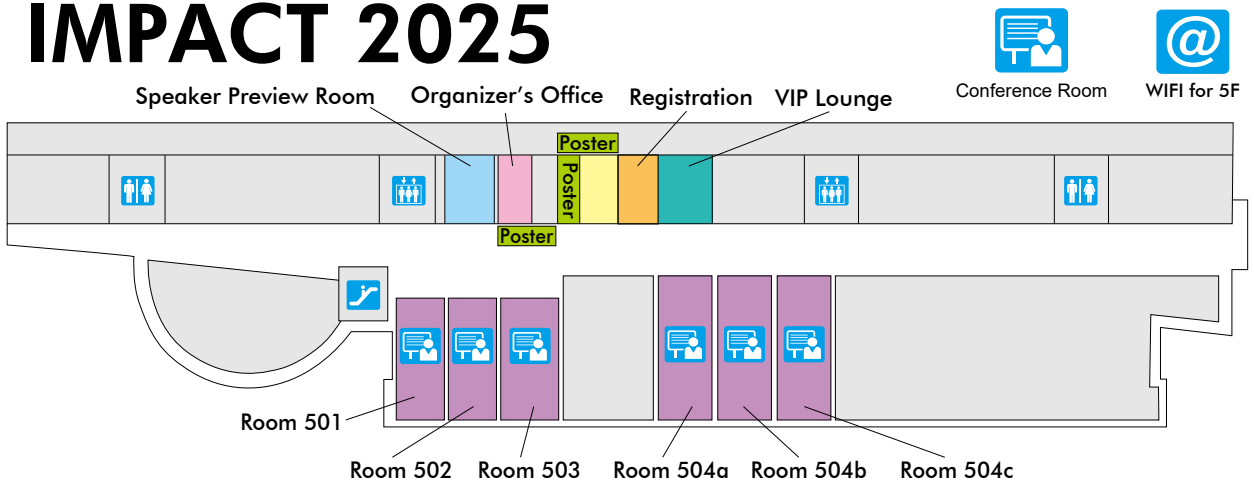 IMPACT 2025
@
Conference Room
WIFI for 5F
Speaker Preview Room
Organizer's Office
Registration
VIP Lounge
Poster
Poster
Poster
Room 501
Room 502
Room 503
Room 504a
Room 504b
Room 504c